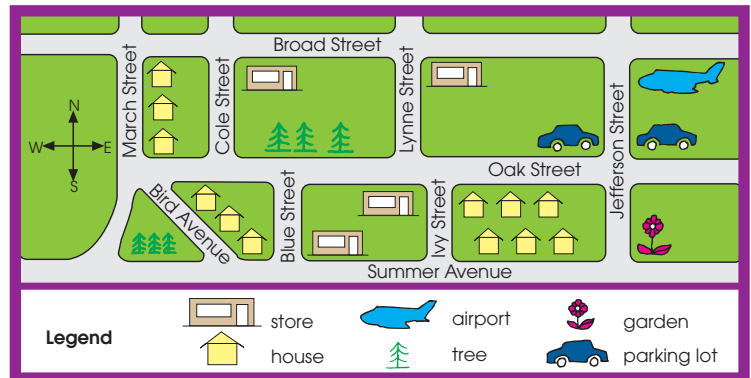 Broad Street
March Street
Cole Street
Lynne Street
Jefferson Street
N
W
E
S
Oak Street
Bird Avenue
Blue Street
Ivy Street
Summer Avenue
Legend
store
airport
garden
house
tree
parking lot